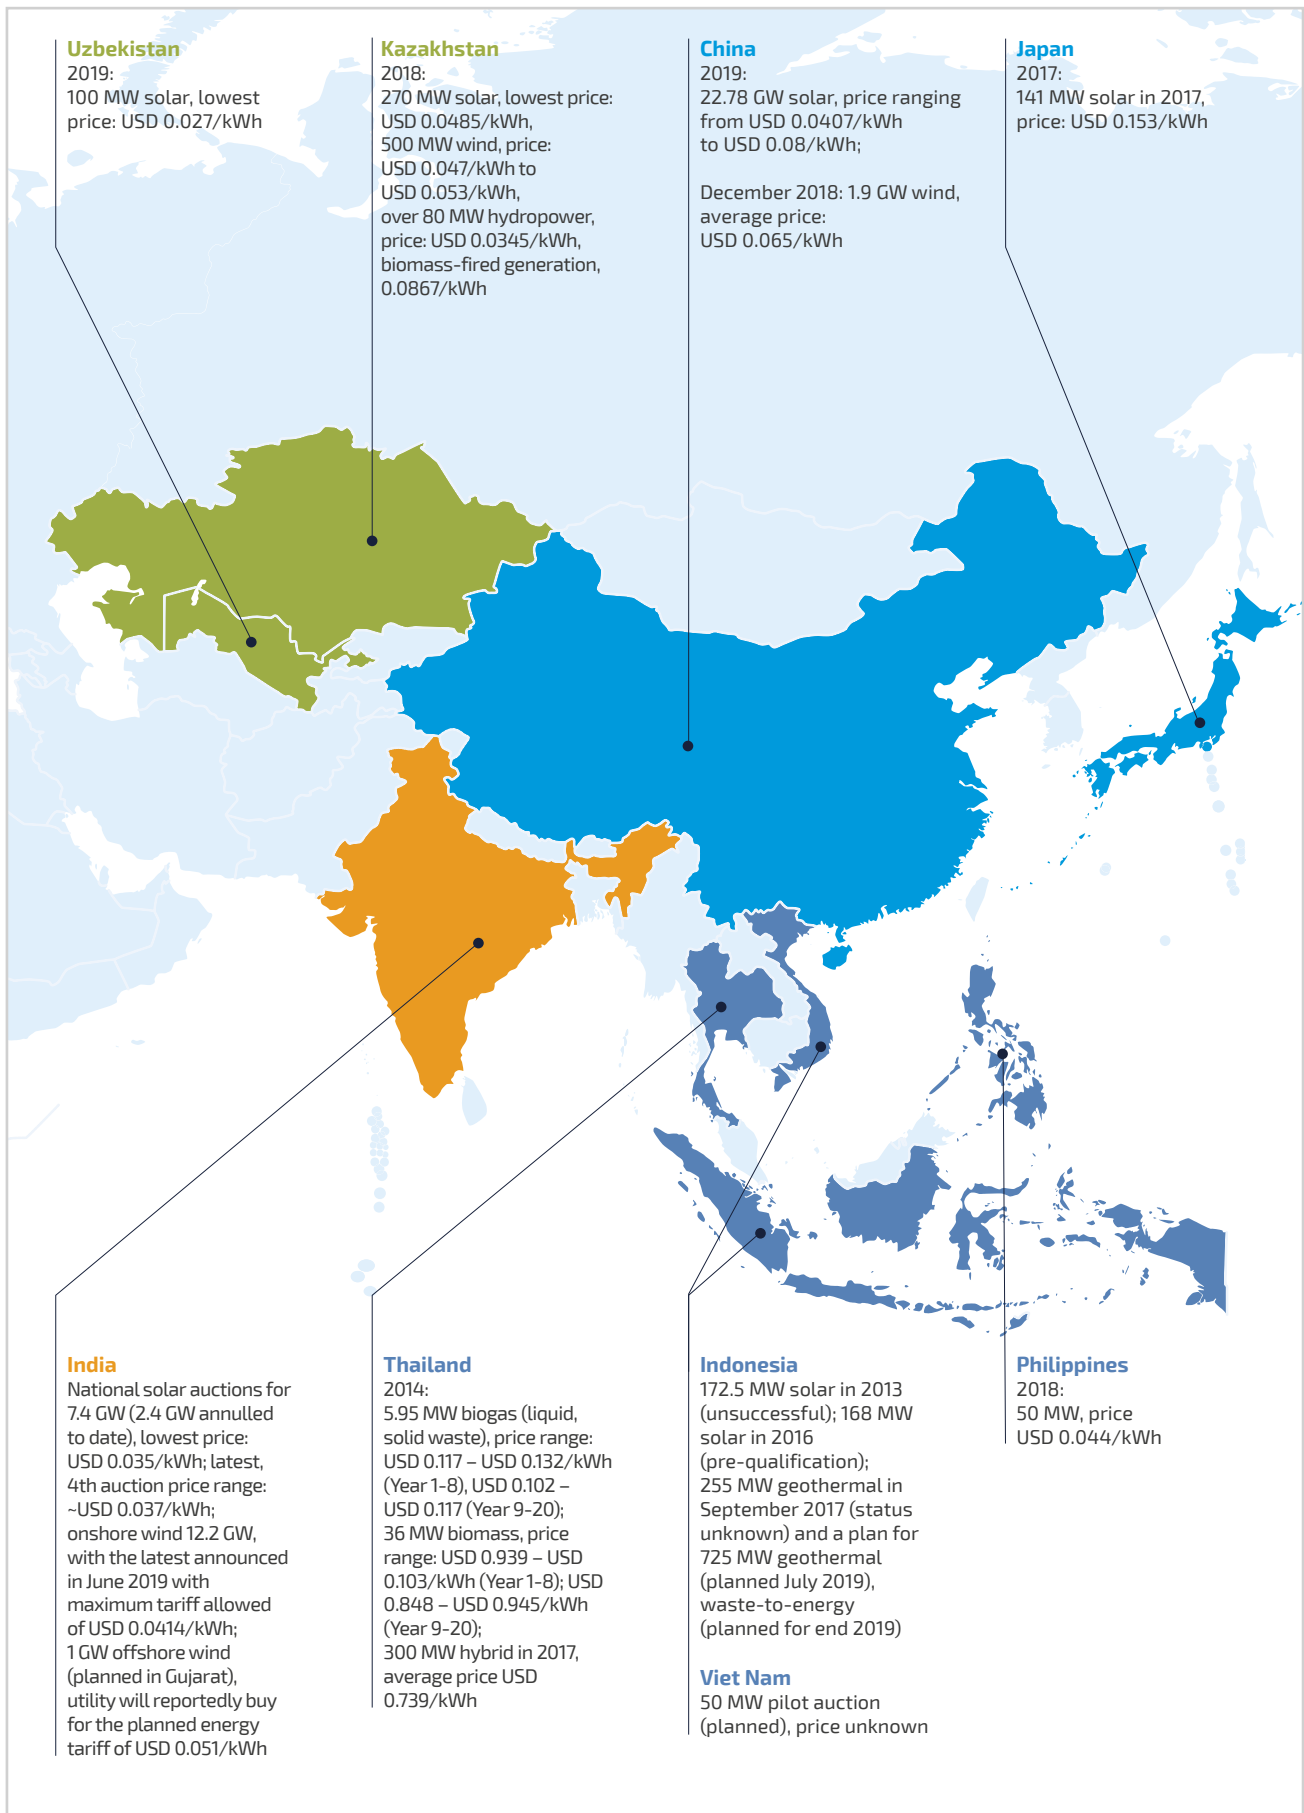 Uzbekistan
2019:
100 MW solar, lowest
price: USD 0.027/kWh
Kazakhstan
2018:
270 MW solar, lowest price:
USD 0.0485/kWh,
500 MW wind, price:
USD 0.047/kWh to
USD 0.053/kWh,
over 80 MW hydropower,
price: USD 0.0345/kWh,
biomass-fired generation,
0.0867/kWh
China
2019:
22.78 GW solar, price ranging
from USD 0.0407/kWh
to USD 0.08/kWh;
December 2018: 1.9 GW wind,
average price:
USD 0.065/kWh
Japan
2017:
141 MW solar in 2017,
price: USD 0.153/kWh
India
National solar auctions for
7.4 GW (2.4 GW annulled
to date), lowest price:
USD 0.035/kWh; latest,
4th auction price range:
~USD 0.037/kWh;
onshore wind 12.2 GW,
with the latest announced
in June 2019 with
maximum tariff allowed
of USD 0.0414/kWh;
1 GW offshore wind
(planned in Gujarat),
utility will reportedly buy
for the planned energy
tariff of USD 0.051/kWh
Thailand
2014:
5.95 MW biogas (liquid,
solid waste), price range:
USD 0.117 – USD 0.132/kWh
(Year 1-8), USD 0.102 –
USD 0.117 (Year 9-20);
36 MW biomass, price
range: USD 0.939 – USD
0.103/kWh (Year 1-8); USD
0.848 – USD 0.945/kWh
(Year 9-20);
300 MW hybrid in 2017,
average price USD
0.739/kWh
Indonesia
172.5 MW solar in 2013
(unsuccessful); 168 MW
solar in 2016
(pre-qualification);
255 MW geothermal in
September 2017 (status
unknown) and a plan for
725 MW geothermal
(planned July 2019),
waste-to-energy
(planned for end 2019)
Viet Nam
50 MW pilot auction
(planned), price unknown
Philippines
2018:
50 MW, price
USD 0.044/kWh